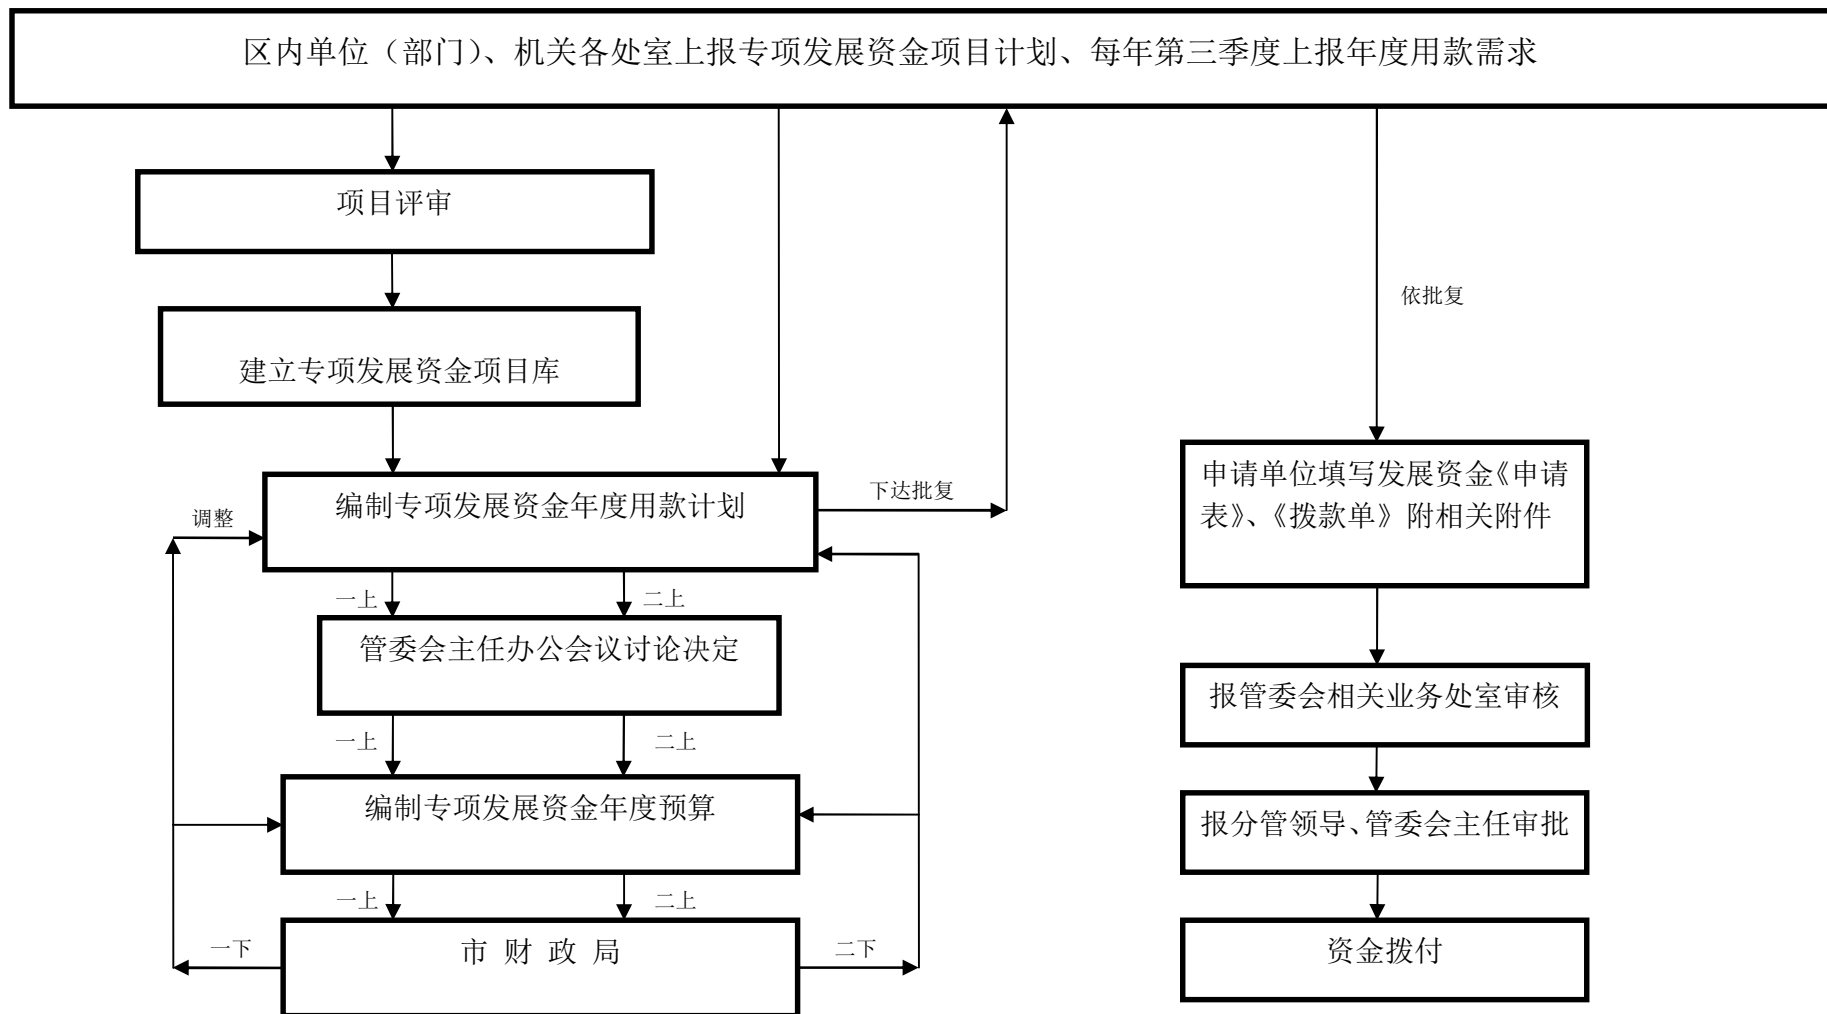 区内单位（部门）、机关各处室上报专项发展资金项目计划、每年第三季度上报年度用款需求
项目评审
依批复
建立专项发展资金项目库
申请单位填写发展资金《申请
表》、《拨款单》附相关附件
编制专项发展资金年度用款计划
下达批复
调整
一上
二上
管委会主任办公会议讨论决定
报管委会相关业务处室审核
一上
二上
编制专项发展资金年度预算
报分管领导、管委会主任审批
一上
二上
市 财 政 局
一下
二下
资金拨付